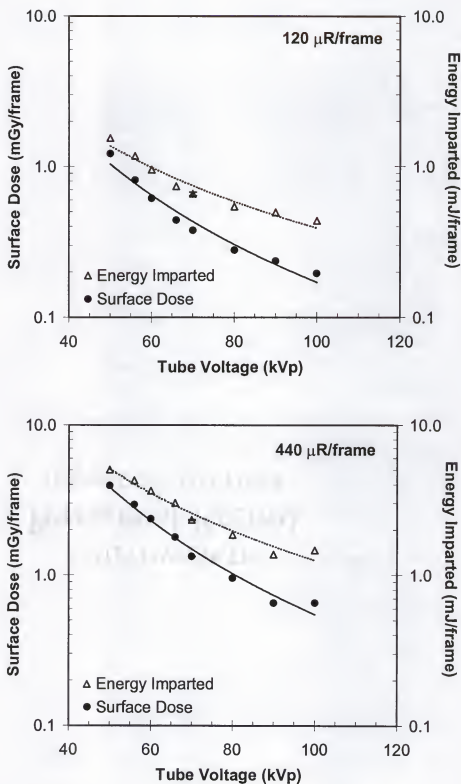 10.0
10.0
120 μR/frame
Surface Dose (mGy/frame)
Energy Imparted (mJ/frame)
1.0
1.0
△ Energy Imparted
● Surface Dose
0.1
0.1
40
60
80
100
120
Tube Voltage (kVp)
10.0
10.0
440 μR/frame
Surface Dose (mGy/frame)
Energy Imparted (mJ/frame)
1.0
1.0
△ Energy Imparted
● Surface Dose
0.1
0.1
40
60
80
100
120
Tube Voltage (kVp)